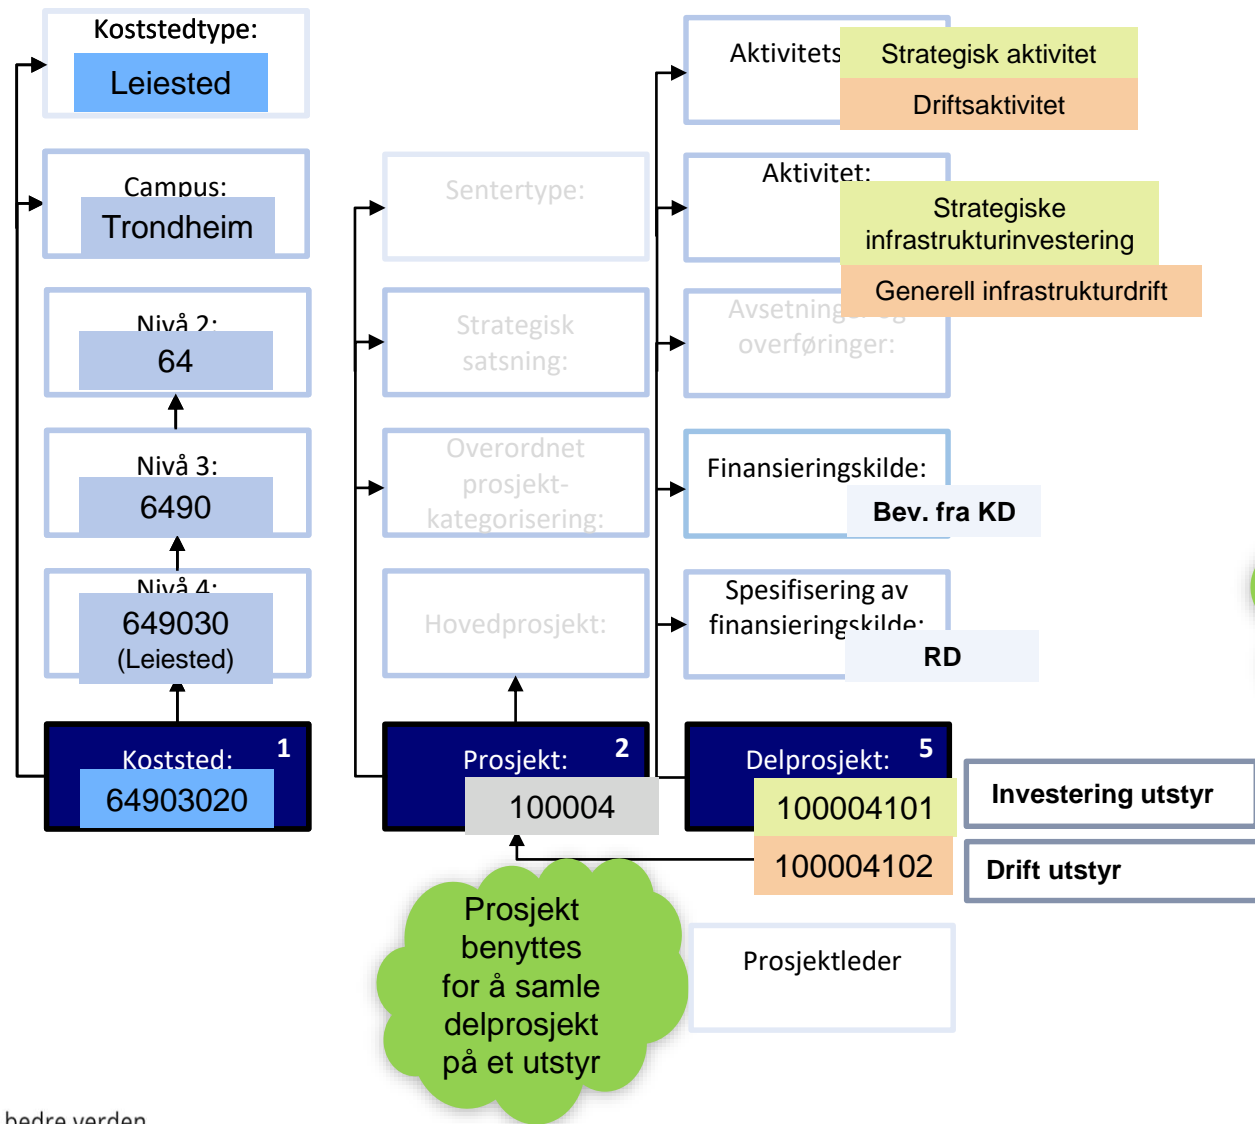 Koststedtype:
Leiested
Campus:
Trondheim
Nivå 2:
64
Nivå 3:
6490
Nivå 4:
649030
(Leiested)
Koststed:
1
64903020
Sentertype:
Strategisk
satsning:
Overordnet
prosjekt-
kategorisering:
Hovedprosjekt:
Prosjekt:
2
100004
Prosjekt
benyttes
for å samle
delprosjekt
på et utstyr
Aktivitets
Strategisk aktivitet
Driftsaktivitet
Aktivitet:
Strategiske
infrastrukturinvestering
Generell infrastrukturdrift
Avsetninger og
overføringer:
Finansieringskilde:
Bev. fra KD
Spesifisering av
finansieringskilde:
RD
Delprosjekt:
5
100004101
Investering utstyr
100004102
Drift utstyr
Prosjektleder
bedre verden